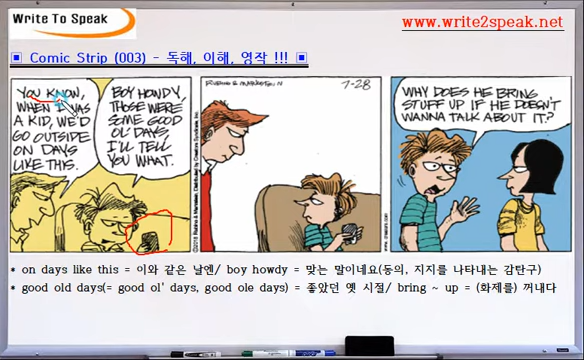 Write To Speak
www.write2speak.net
▣ Comic Strip (003) - 독해, 이해, 영작 !!! ▣
YOU KNOW,
WHEN I WAS
A KID, WE'D
GO OUTSIDE
ON DAYS
LIKE THIS.
BOY HOWDY,
THOSE WERE
SOME GOOD
OL' DAYS,
I'LL TELL
YOU WHAT.
7-28
WHY DOES HE BRING
STUFF UP IF HE DOESN'T
WANNA TALK ABOUT IT?
* on days like this = 이와 같은 날엔/ boy howdy = 맞는 말이네요(동의, 지지를 나타내는 감탄구)
* good old days(= good ol' days, good ole days) = 좋았던 옛 시절/ bring ~ up = (화제를) 꺼내다